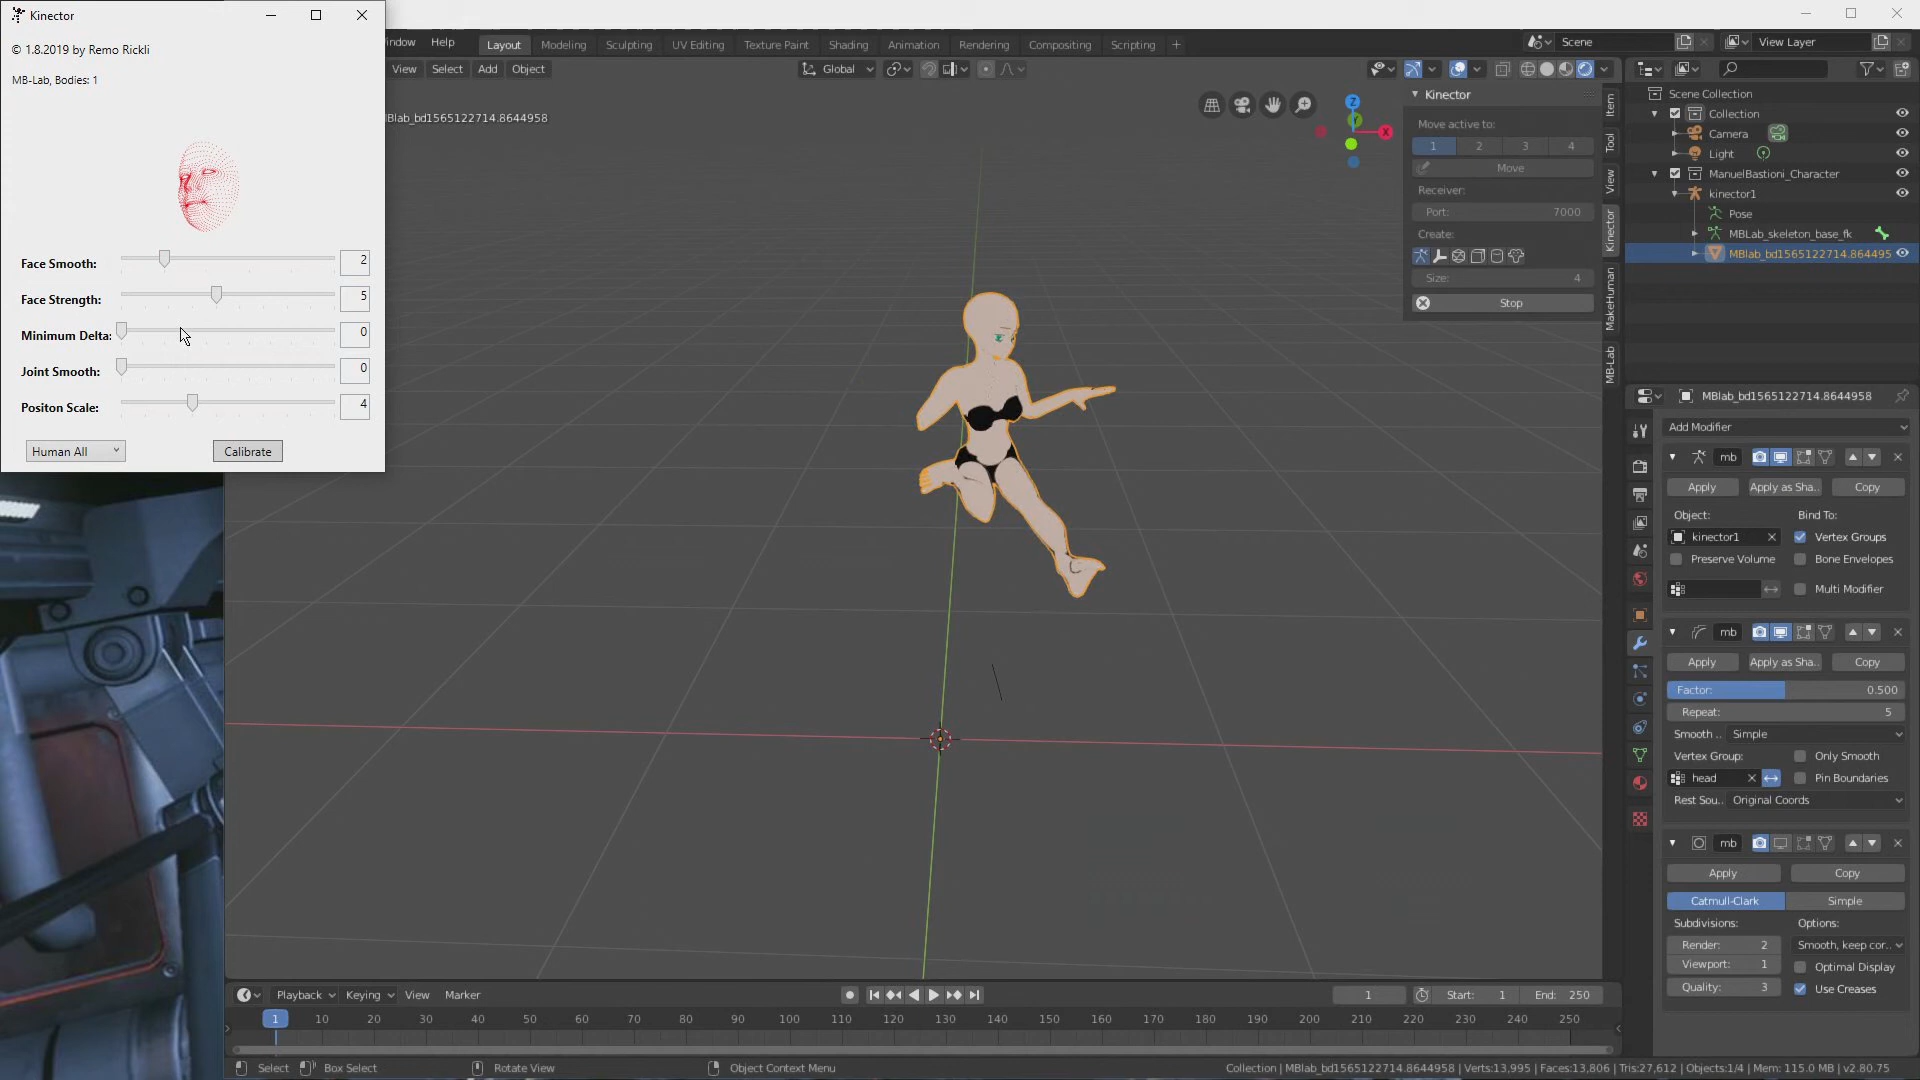 Kinector
© 1.8.2019 by Remo Rickli
MB-Lab, Bodies: 1
Face Smooth: 2
Face Strength: 5
Minimum Delta: 0
Joint Smooth: 0
Positon Scale: 4
Human All
Calibrate
indow Help Layout Modeling Sculpting UV Editing Texture Paint Shading Animation Rendering Compositing Scripting + Scene View Layer
View Select Add Object Global
Blab_bd1565122714.8644958
Z
Y
X
Kinector
Move active to:
1 2 3 4
Move
Receiver:
Port: 7000
Create:
Size: 4
Stop
Item
Tool
View
Kinector
MakeHuman
MB-Lab
Scene Collection
Collection
Camera
Light
ManuelBastioni_Character
kinector1
Pose
MBLab_skeleton_base_fk
MBlab_bd1565122714.864495
MBlab_bd1565122714.8644958
Add Modifier
mb
Apply Apply as Sha.. Copy
Object: Bind To:
kinector1 Vertex Groups
Preserve Volume Bone Envelopes
Multi Modifier
mb
Apply Apply as Sha.. Copy
Factor: 0.500
Repeat: 5
Smooth .. Simple
Vertex Group: Only Smooth
head Pin Boundaries
Rest Sou.. Original Coords
mb
Apply Copy
Catmull-Clark Simple
Subdivisions: Options:
Render: 2 Smooth, keep cor..
Viewport: 1 Optimal Display
Quality: 3 Use Creases
Playback Keying View Marker 1 Start: 1 End: 250
1 10 20 30 40 50 60 70 80 90 100 110 120 130 140 150 160 170 180 190 200 210 220 230 240 250
Select Box Select Rotate View Object Context Menu Collection | MBlab_bd1565122714.8644958 | Verts:13,995 | Faces:13,806 | Tris:27,612 | Objects:1/4 | Mem: 115.0 MB | v2.80.75